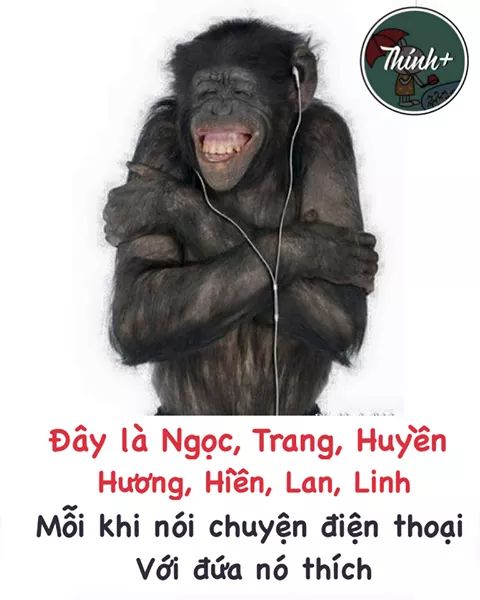 Thính+
Đây là Ngọc, Trang, Huyền
Hương, Hiền, Lan, Linh
Mỗi khi nói chuyện điện thoại
Với đứa nó thích